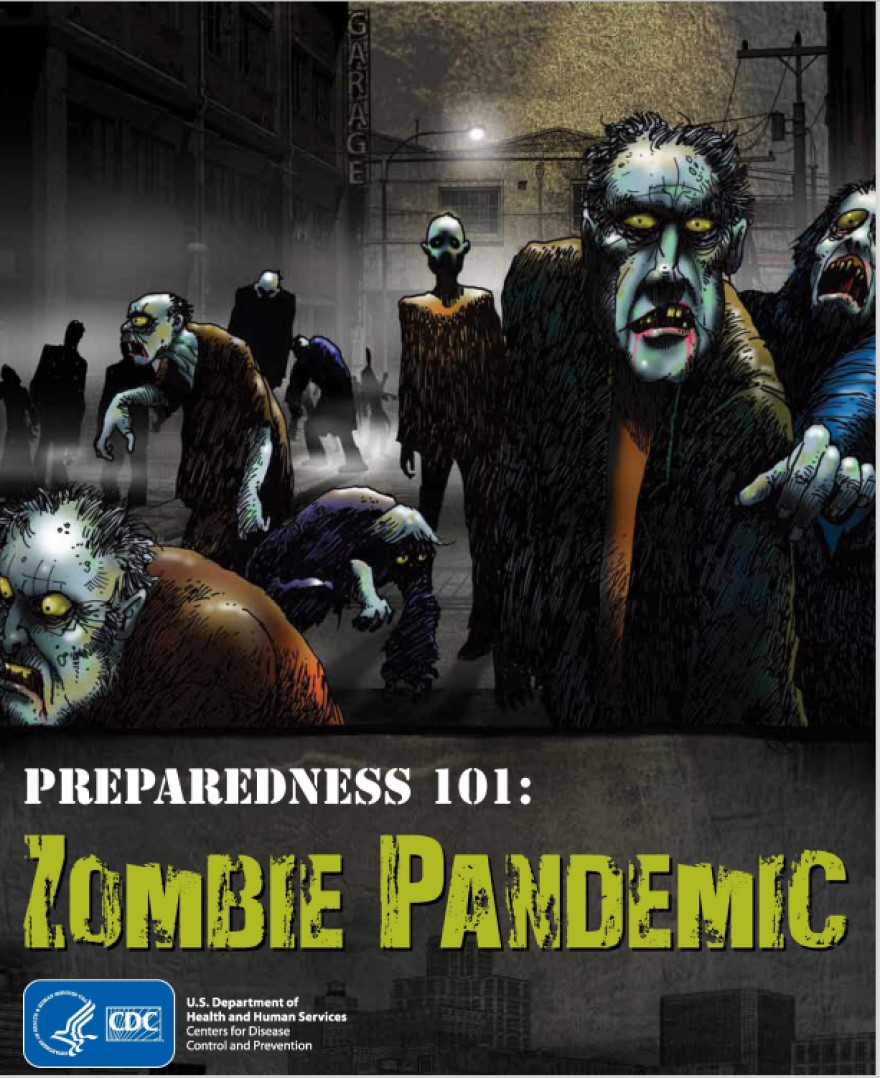 GARAGE
PREPAREDNESS 101:
ZOMBIE PANDEMIC
CDC
U.S. Department of
Health and Human Services
Centers for Disease
Control and Prevention